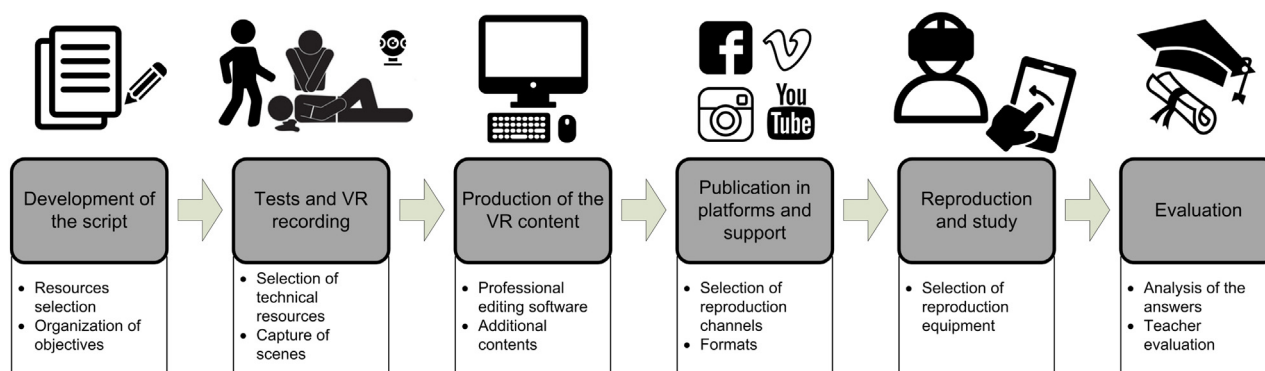 You
Tube
f
Development of
the script
Tests and VR
recording
Production of the
VR content
Publication in
platforms and
support
Reproduction
and study
Evaluation
• Resources
selection
• Organization of
objectives
• Selection of
technical
resources
• Capture of
scenes
• Professional
editing software
• Additional
contents
• Selection of
reproduction
channels
• Formats
• Selection of
reproduction
equipment
• Analysis of the
answers
• Teacher
evaluation